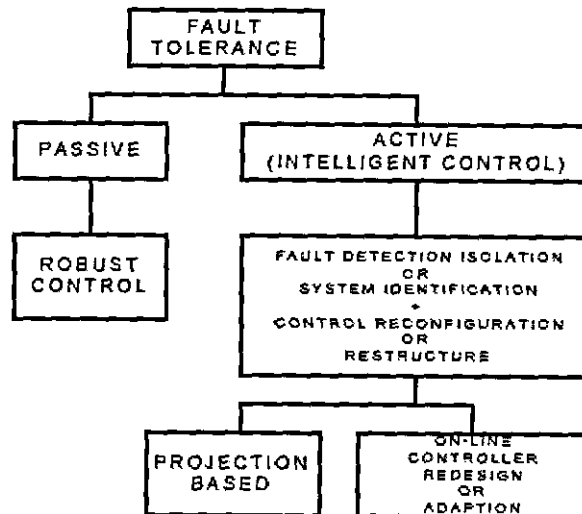 FAULT
TOLERANCE
PASSIVE
ACTIVE
(INTELLIGENT CONTROL)
ROBUST
CONTROL
FAULT DETECTION ISOLATION
OR
SYSTEM IDENTIFICATION
+
CONTROL RECONFIGURATION
OR
RESTRUCTURE
PROJECTION
BASED
ON-LINE
CONTROLLER
REDESIGN
OR
ADAPTION